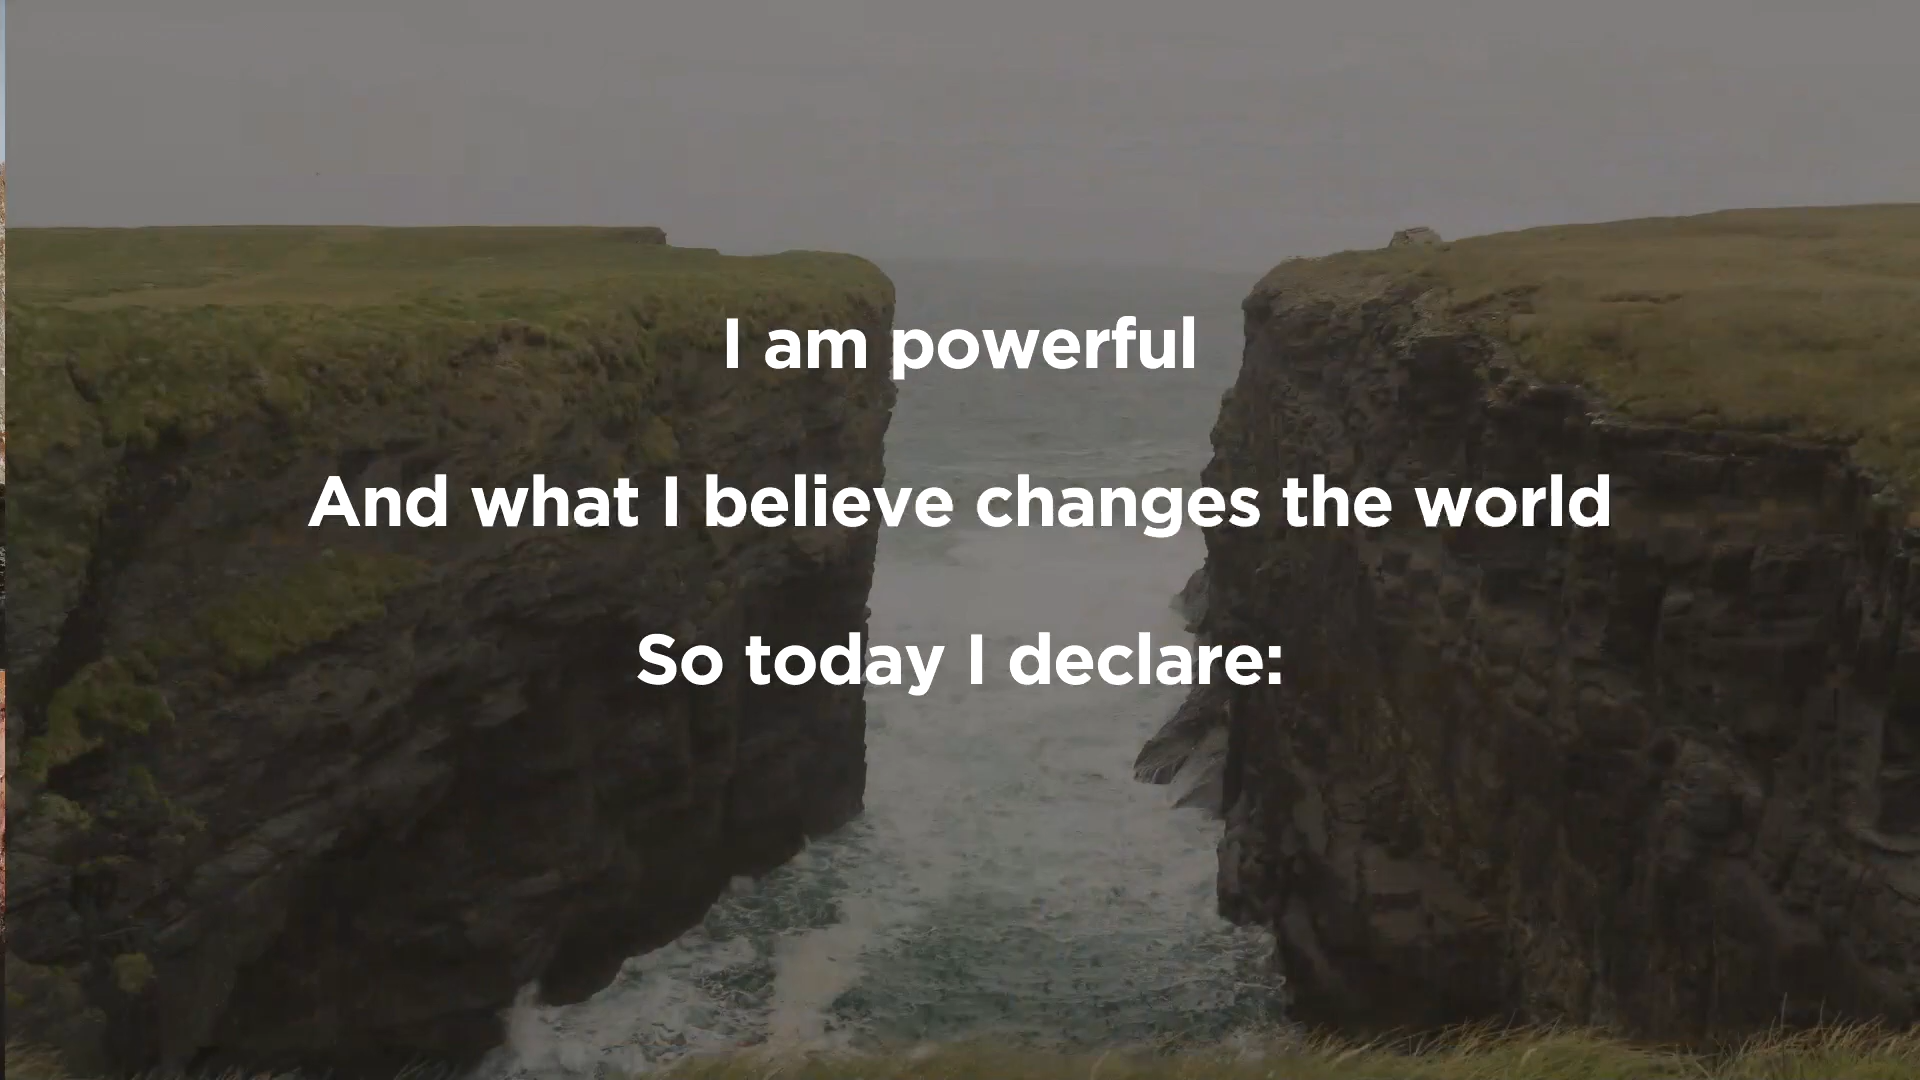 I am powerful
And what I believe changes the world
So today I declare: